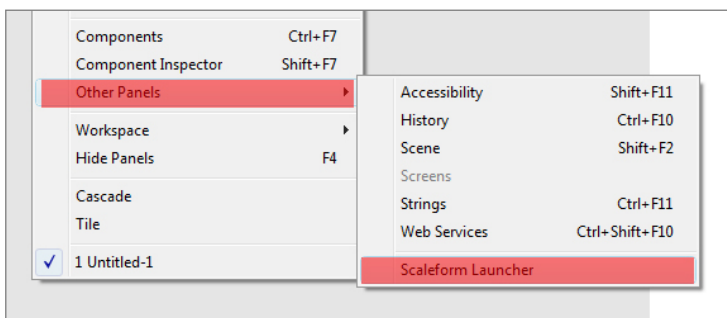 Components Ctrl+F7
Component Inspector Shift+F7
Other Panels
Workspace
Hide Panels F4
Cascade
Tile
1 Untitled-1
Accessibility Shift+F11
History Ctrl+F10
Scene Shift+F2
Screens
Strings Ctrl+F11
Web Services Ctrl+Shift+F10
Scaleform Launcher